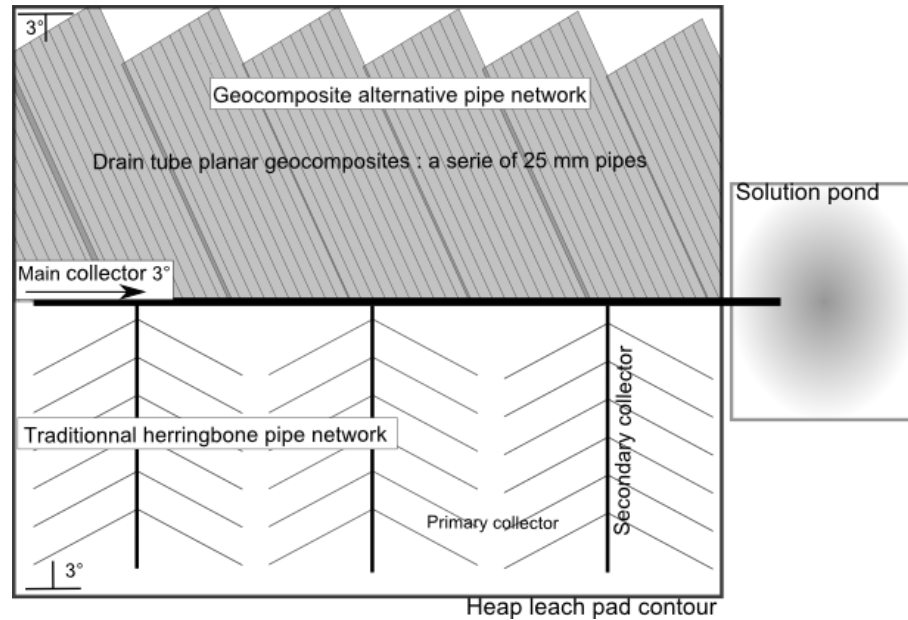 3°
Geocomposite alternative pipe network
Drain tube planar geocomposites : a serie of 25 mm pipes
Solution pond
Main collector 3°
Secondary collector
Traditionnal herringbone pipe network
Primary collector
3°
Heap leach pad contour